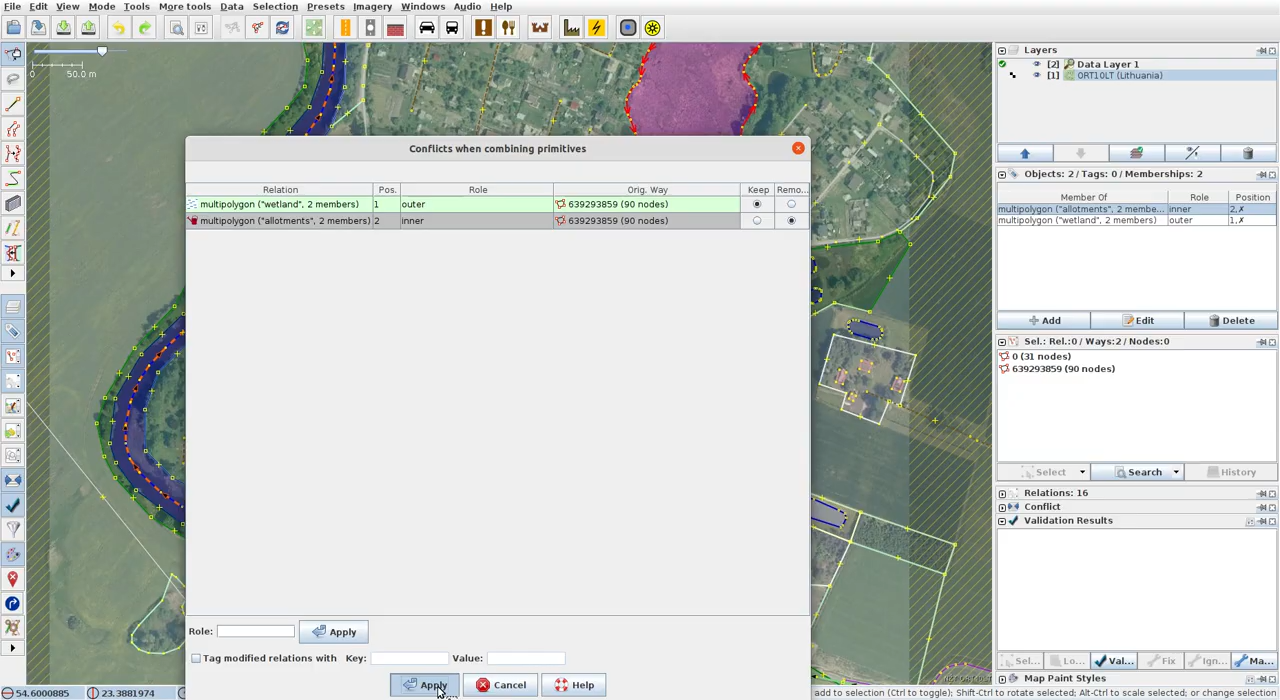 File Edit View Mode Tools More tools Data Selection Presets Imagery Windows Audio Help
0 50.0 m
Conflicts when combining primitives
Relation Pos. Role Orig. Way Keep Remo...
multipolygon ("wetland", 2 members) 1 outer 639293859 (90 nodes)
multipolygon ("allotments", 2 members) 2 inner 639293859 (90 nodes)
Role: Apply
Tag modified relations with Key: Value:
Apply Cancel Help
Layers
[2] Data Layer 1
[1] ORT10LT (Lithuania)
Objects: 2 / Tags: 0 / Memberships: 2
Member Of Role Position
multipolygon ("allotments", 2 membe... inner 2,✗
multipolygon ("wetland", 2 members) outer 1,✗
Add Edit Delete
Sel.: Rel.:0 / Ways:2 / Nodes:0
0 (31 nodes)
639293859 (90 nodes)
Select Search History
Relations: 16
Conflict
Validation Results
Sel... Lo... Val... Fix Ign... Ma...
Map Paint Styles
54.6000885 23.3881974 add to selection (Ctrl to toggle); Shift-Ctrl to rotate selected; Alt-Ctrl to scale selected; or change selection